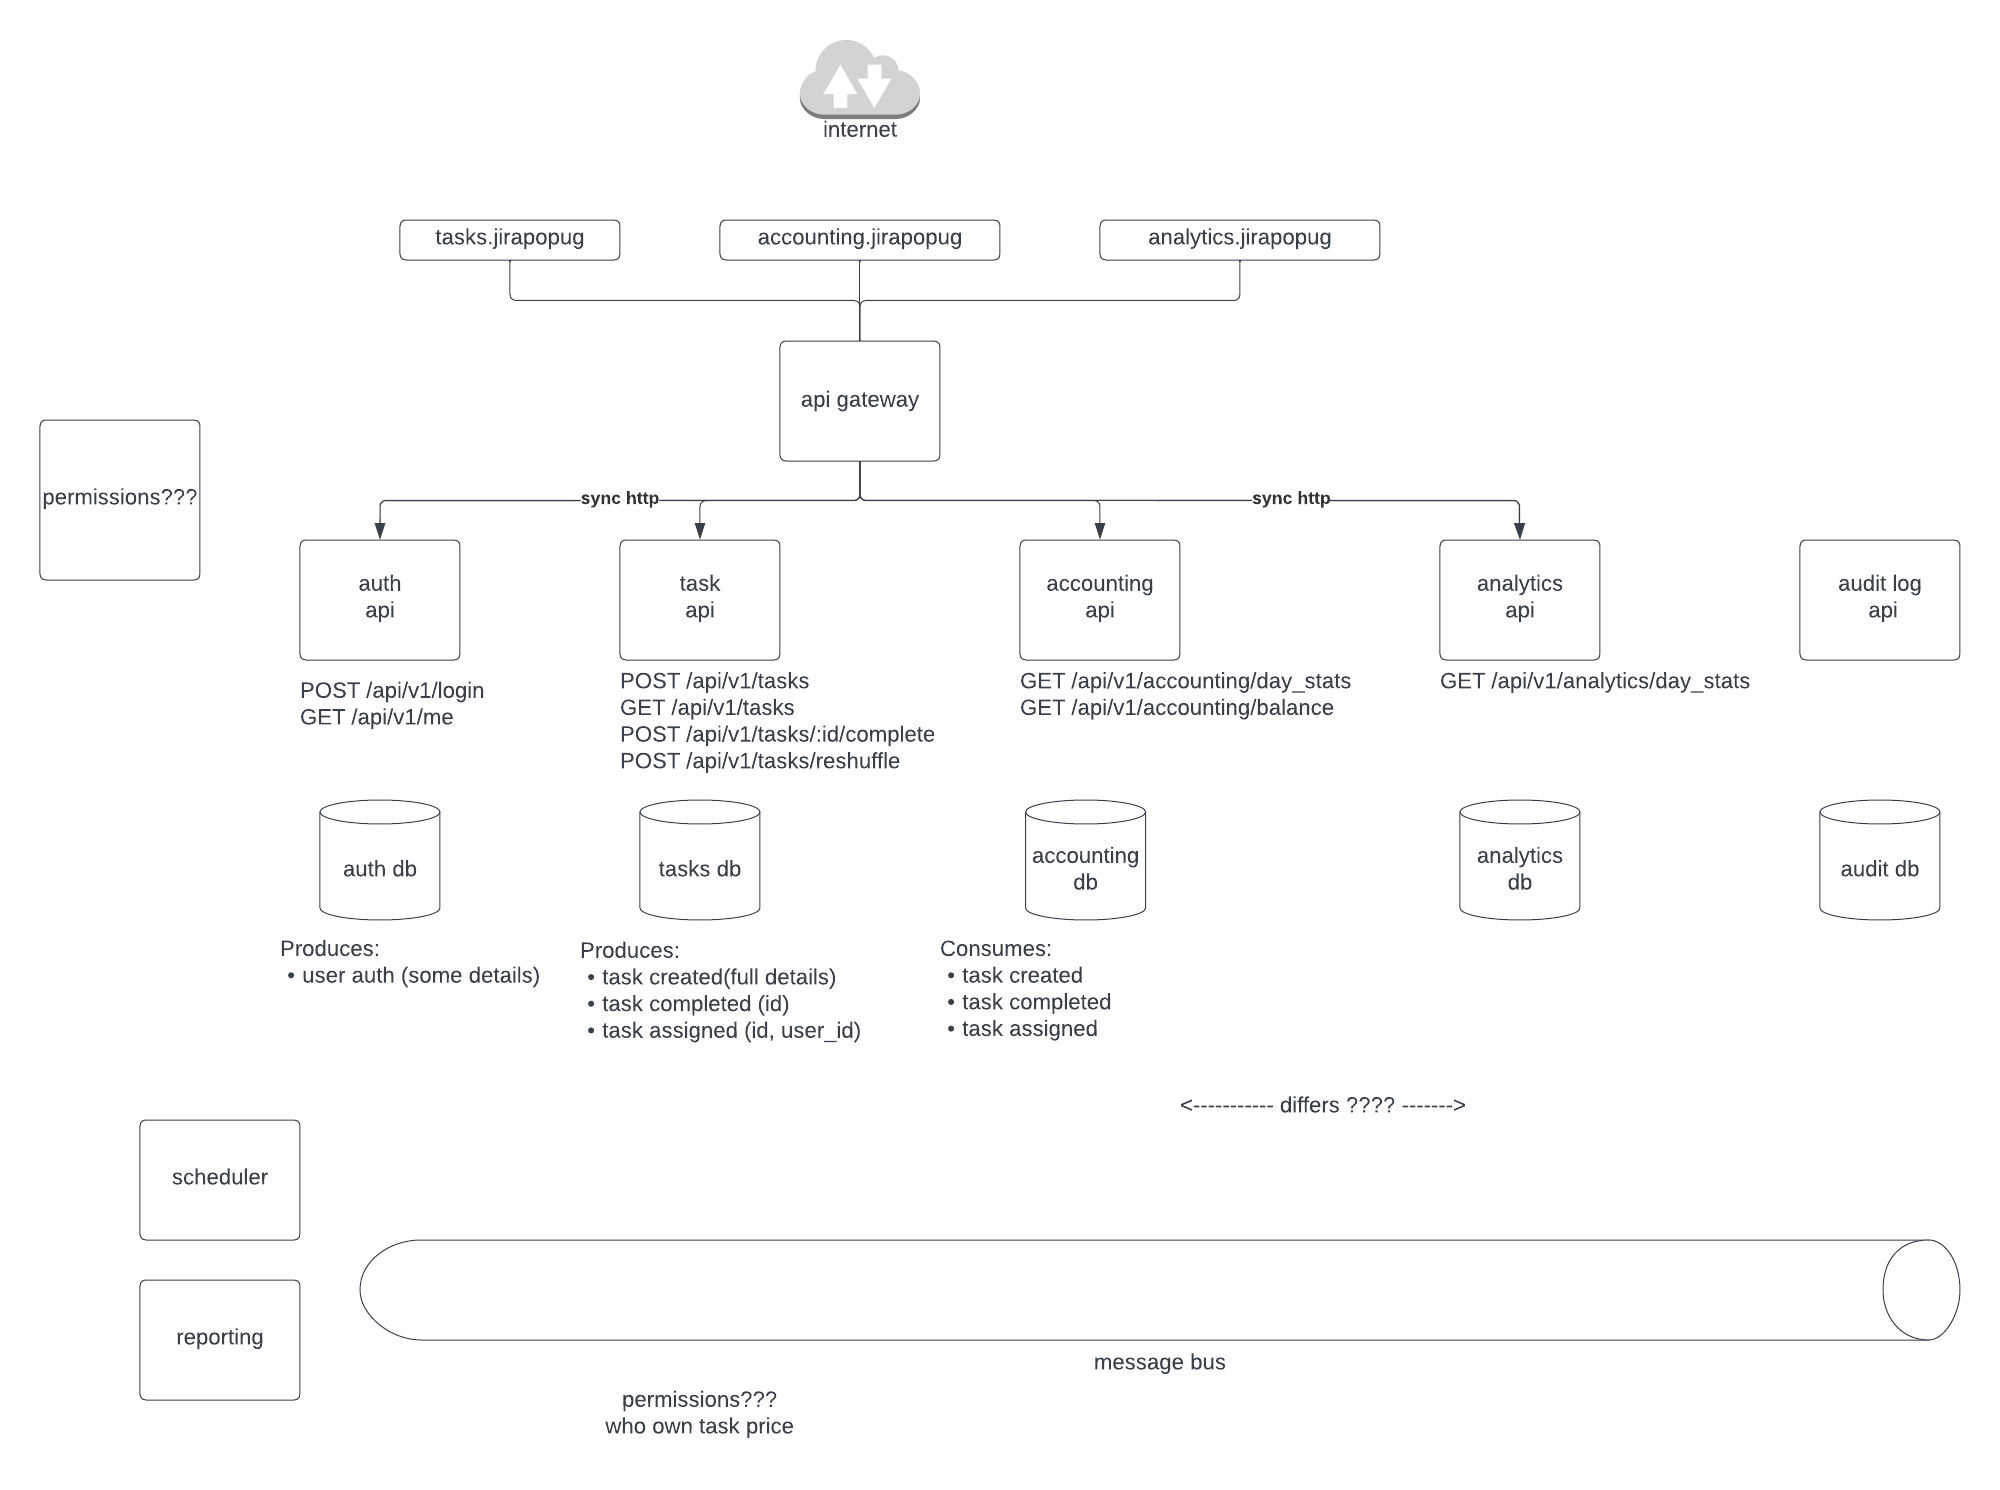 internet
tasks.jirapopug
accounting.jirapopug
analytics.jirapopug
api gateway
permissions???
sync http
sync http
auth
api
task
api
accounting
api
analytics
api
audit log
api
POST /api/v1/login
GET /api/v1/me
POST /api/v1/tasks
GET /api/v1/tasks
POST /api/v1/tasks/:id/complete
POST /api/v1/tasks/reshuffle
GET /api/v1/accounting/day_stats
GET /api/v1/accounting/balance
GET /api/v1/analytics/day_stats
auth db
tasks db
accounting
db
analytics
db
audit db
Produces:
• user auth (some details)
Produces:
• task created(full details)
• task completed (id)
• task assigned (id, user_id)
Consumes:
• task created
• task completed
• task assigned
<----------- differs ???? ------->
scheduler
reporting
message bus
permissions???
who own task price